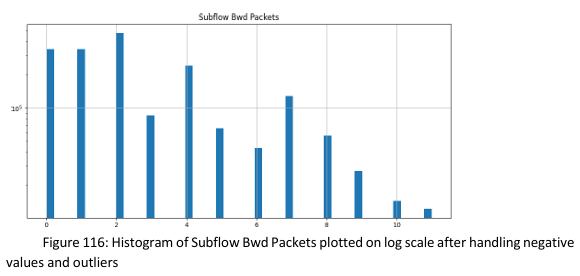 Subflow Bwd Packets
10⁵
0 2 4 6 8 10
Figure 116: Histogram of Subflow Bwd Packets plotted on log scale after handling negative
values and outliers